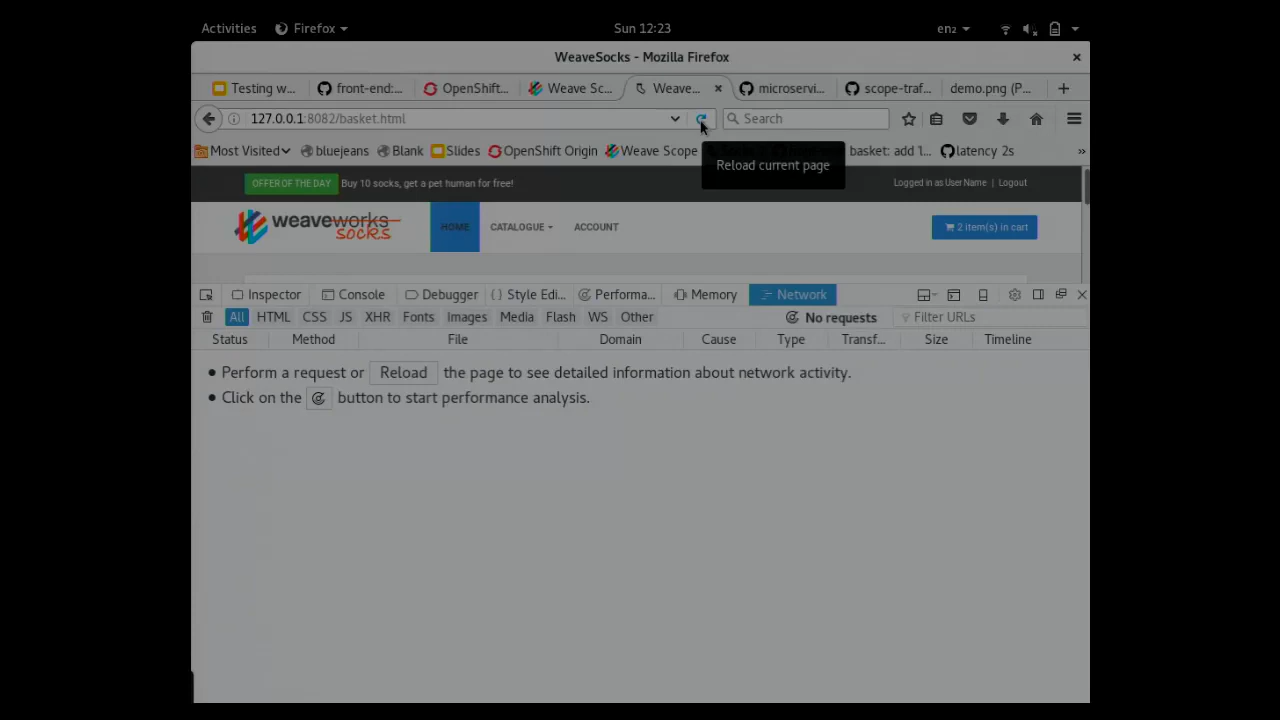 Activities Firefox Sun 12:23 en₂
WeaveSocks - Mozilla Firefox
Testing w... front-end:... OpenShift... Weave Sc... Weave... microservi... scope-traf... demo.png (P...
127.0.0.1:8082/basket.html Search
Most Visited bluejeans Blank Slides OpenShift Origin Weave Scope basket: add 1... latency 2s »
Reload current page
OFFER OF THE DAY Buy 10 socks, get a pet human for free! Logged in as User Name | Logout
weaveworks socks HOME CATALOGUE ACCOUNT 2 item(s) in cart
Inspector Console Debugger Style Edi... Performa... Memory Network
All HTML CSS JS XHR Fonts Images Media Flash WS Other No requests Filter URLs
Status Method File Domain Cause Type Transf... Size Timeline
• Perform a request or Reload the page to see detailed information about network activity.
• Click on the button to start performance analysis.